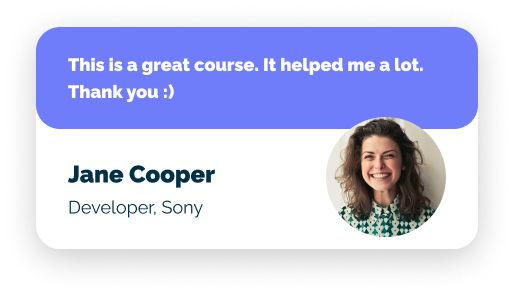 This is a great course. It helped me a lot.
Thank you :)
Jane Cooper
Developer, Sony